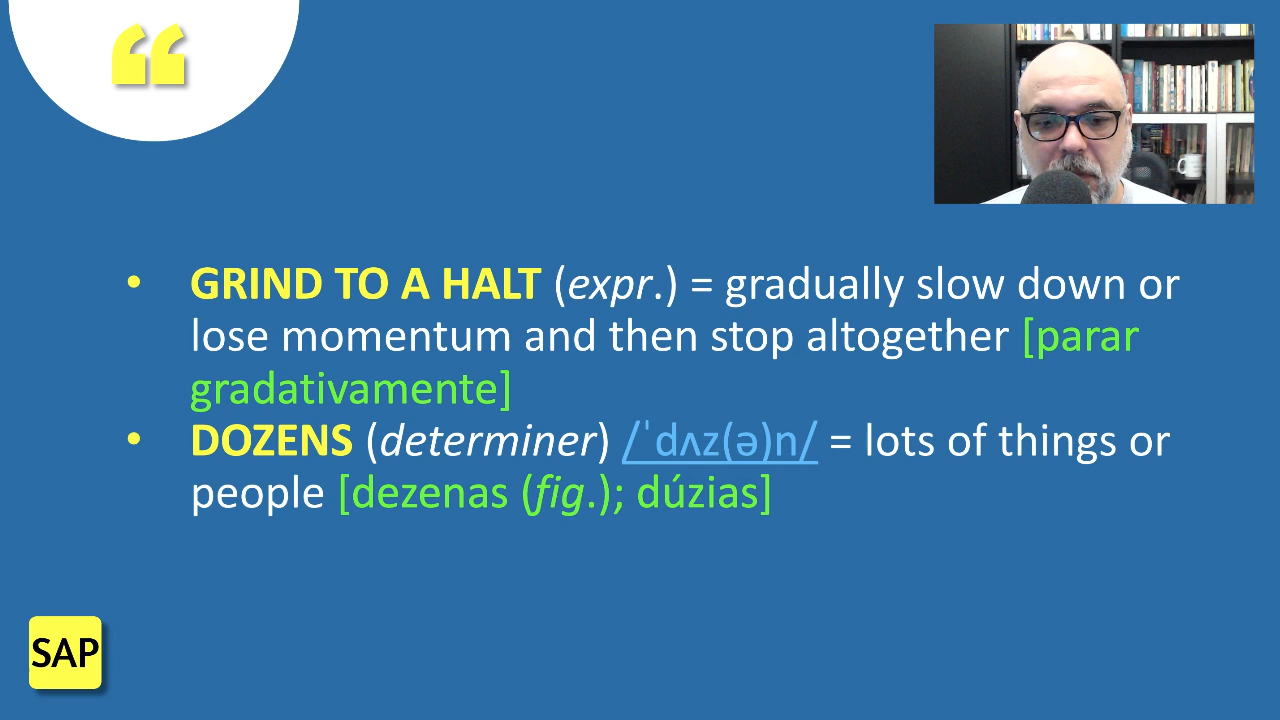 “
• GRIND TO A HALT (expr.) = gradually slow down or
lose momentum and then stop altogether [parar
gradativamente]
• DOZENS (determiner) /ˈdʌz(ə)n/ = lots of things or
people [dezenas (fig.); dúzias]
SAP